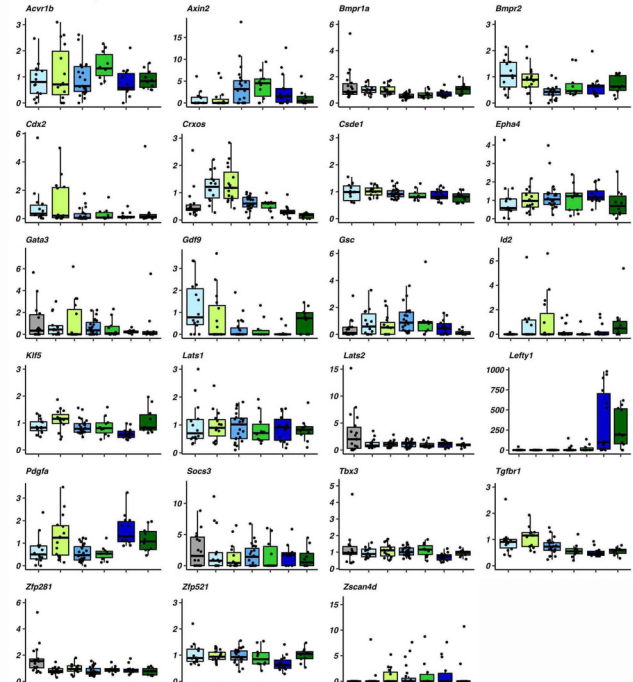 Acvr1b Axin2 Bmpr1a Bmpr2
3 15 6 3
2 10 4 2
1 5 2 1
0 0 0 0
Cdx2 Crxos Csde1 Epha4
6 3 3 4
4 2 2 3
2 1 1 2
0 0 0 1
0
Gata3 Gdf9 Gsc Id2
6 3 6 6
4 2 4 4
2 1 2 2
0 0 0 0
Klf5 Lats1 Lats2 Lefty1
3 3 15 1000
2 2 10 750
1 1 5 500
0 0 0 250
0
Pdgfa Socs3 Tbx3 Tgfbr1
3 10 5 3
2 5 4 2
1 0 3 1
0 2 0
1
0
Zfp281 Zfp521 Zscan4d
6 3 15
4 2 10
2 1 5
0 0 0